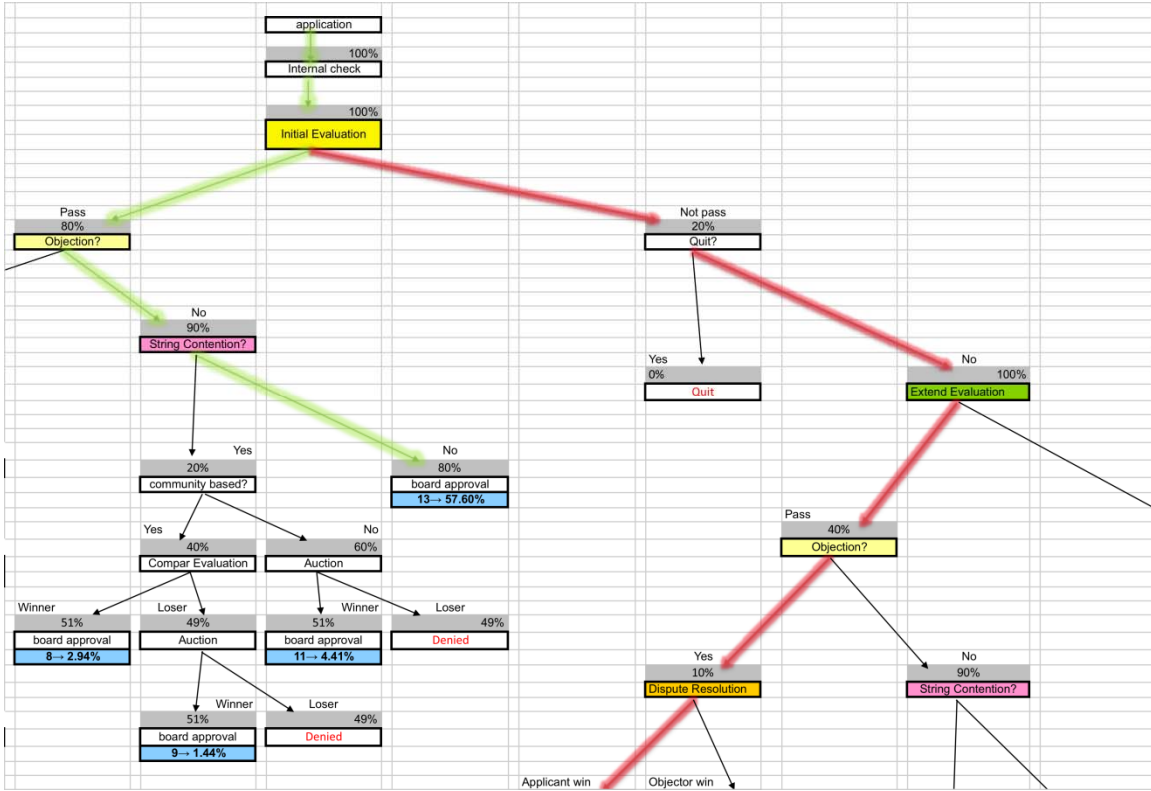 application
100%
Internal check
100%
Initial Evaluation
Pass
Not pass
80%
20%
Objection?
Quit?
No
90%
String Contention?
Yes
No
0%
100%
Quit
Extend Evaluation
Yes
No
20%
80%
community based?
board approval
13→ 57.60%
Pass
40%
Objection?
Yes
No
40%
60%
Compar Evaluation
Auction
Winner
Loser
Winner
Loser
51%
49%
51%
49%
board approval
Auction
board approval
Denied
8→ 2.94%
11→ 4.41%
Yes
No
10%
90%
Dispute Resolution
String Contention?
Winner
Loser
51%
49%
board approval
Denied
9→ 1.44%
Applicant win
Objector win